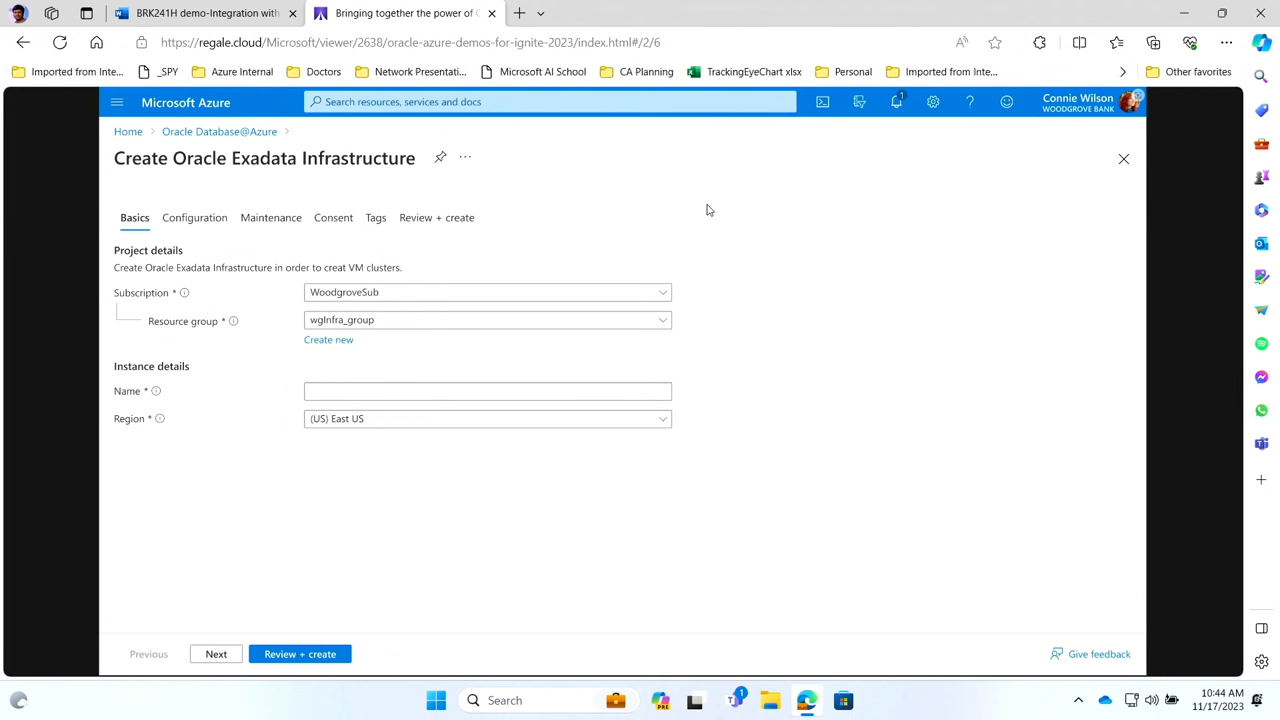 BRK241H demo-Integration with
Bringing together the power of
https://regale.cloud/Microsoft/viewer/2638/oracle-azure-demos-for-ignite-2023/index.html#/2/6
Imported from Inte...
_SPY
Azure Internal
Doctors
Network Presentati...
Microsoft AI School
CA Planning
TrackingEyeChart xlsx
Personal
Imported from Inte...
Other favorites
Microsoft Azure
Search resources, services and docs
1
Connie Wilson
WOODGROVE BANK
Home > Oracle Database@Azure >
Create Oracle Exadata Infrastructure
Basics
Configuration
Maintenance
Consent
Tags
Review + create
Project details
Create Oracle Exadata Infrastructure in order to creat VM clusters.
Subscription *
WoodgroveSub
Resource group *
wgInfra_group
Create new
Instance details
Name *
Region *
(US) East US
Previous
Next
Review + create
Give feedback
Search
PRE
1
10:44 AM
11/17/2023